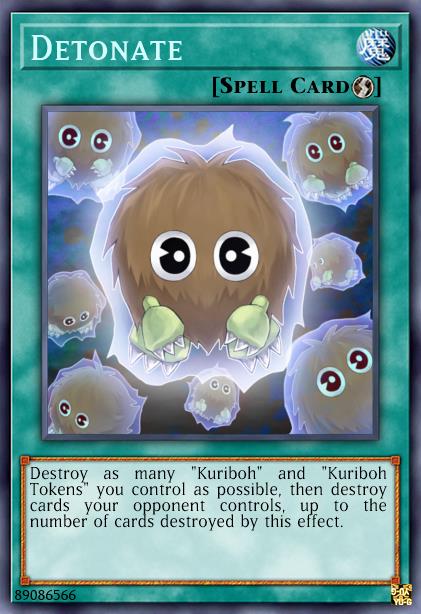 Detonate
[Spell Card]
Destroy as many "Kuriboh" and "Kuriboh
Tokens" you control as possible, then destroy
cards your opponent controls, up to the
number of cards destroyed by this effect.
89086566